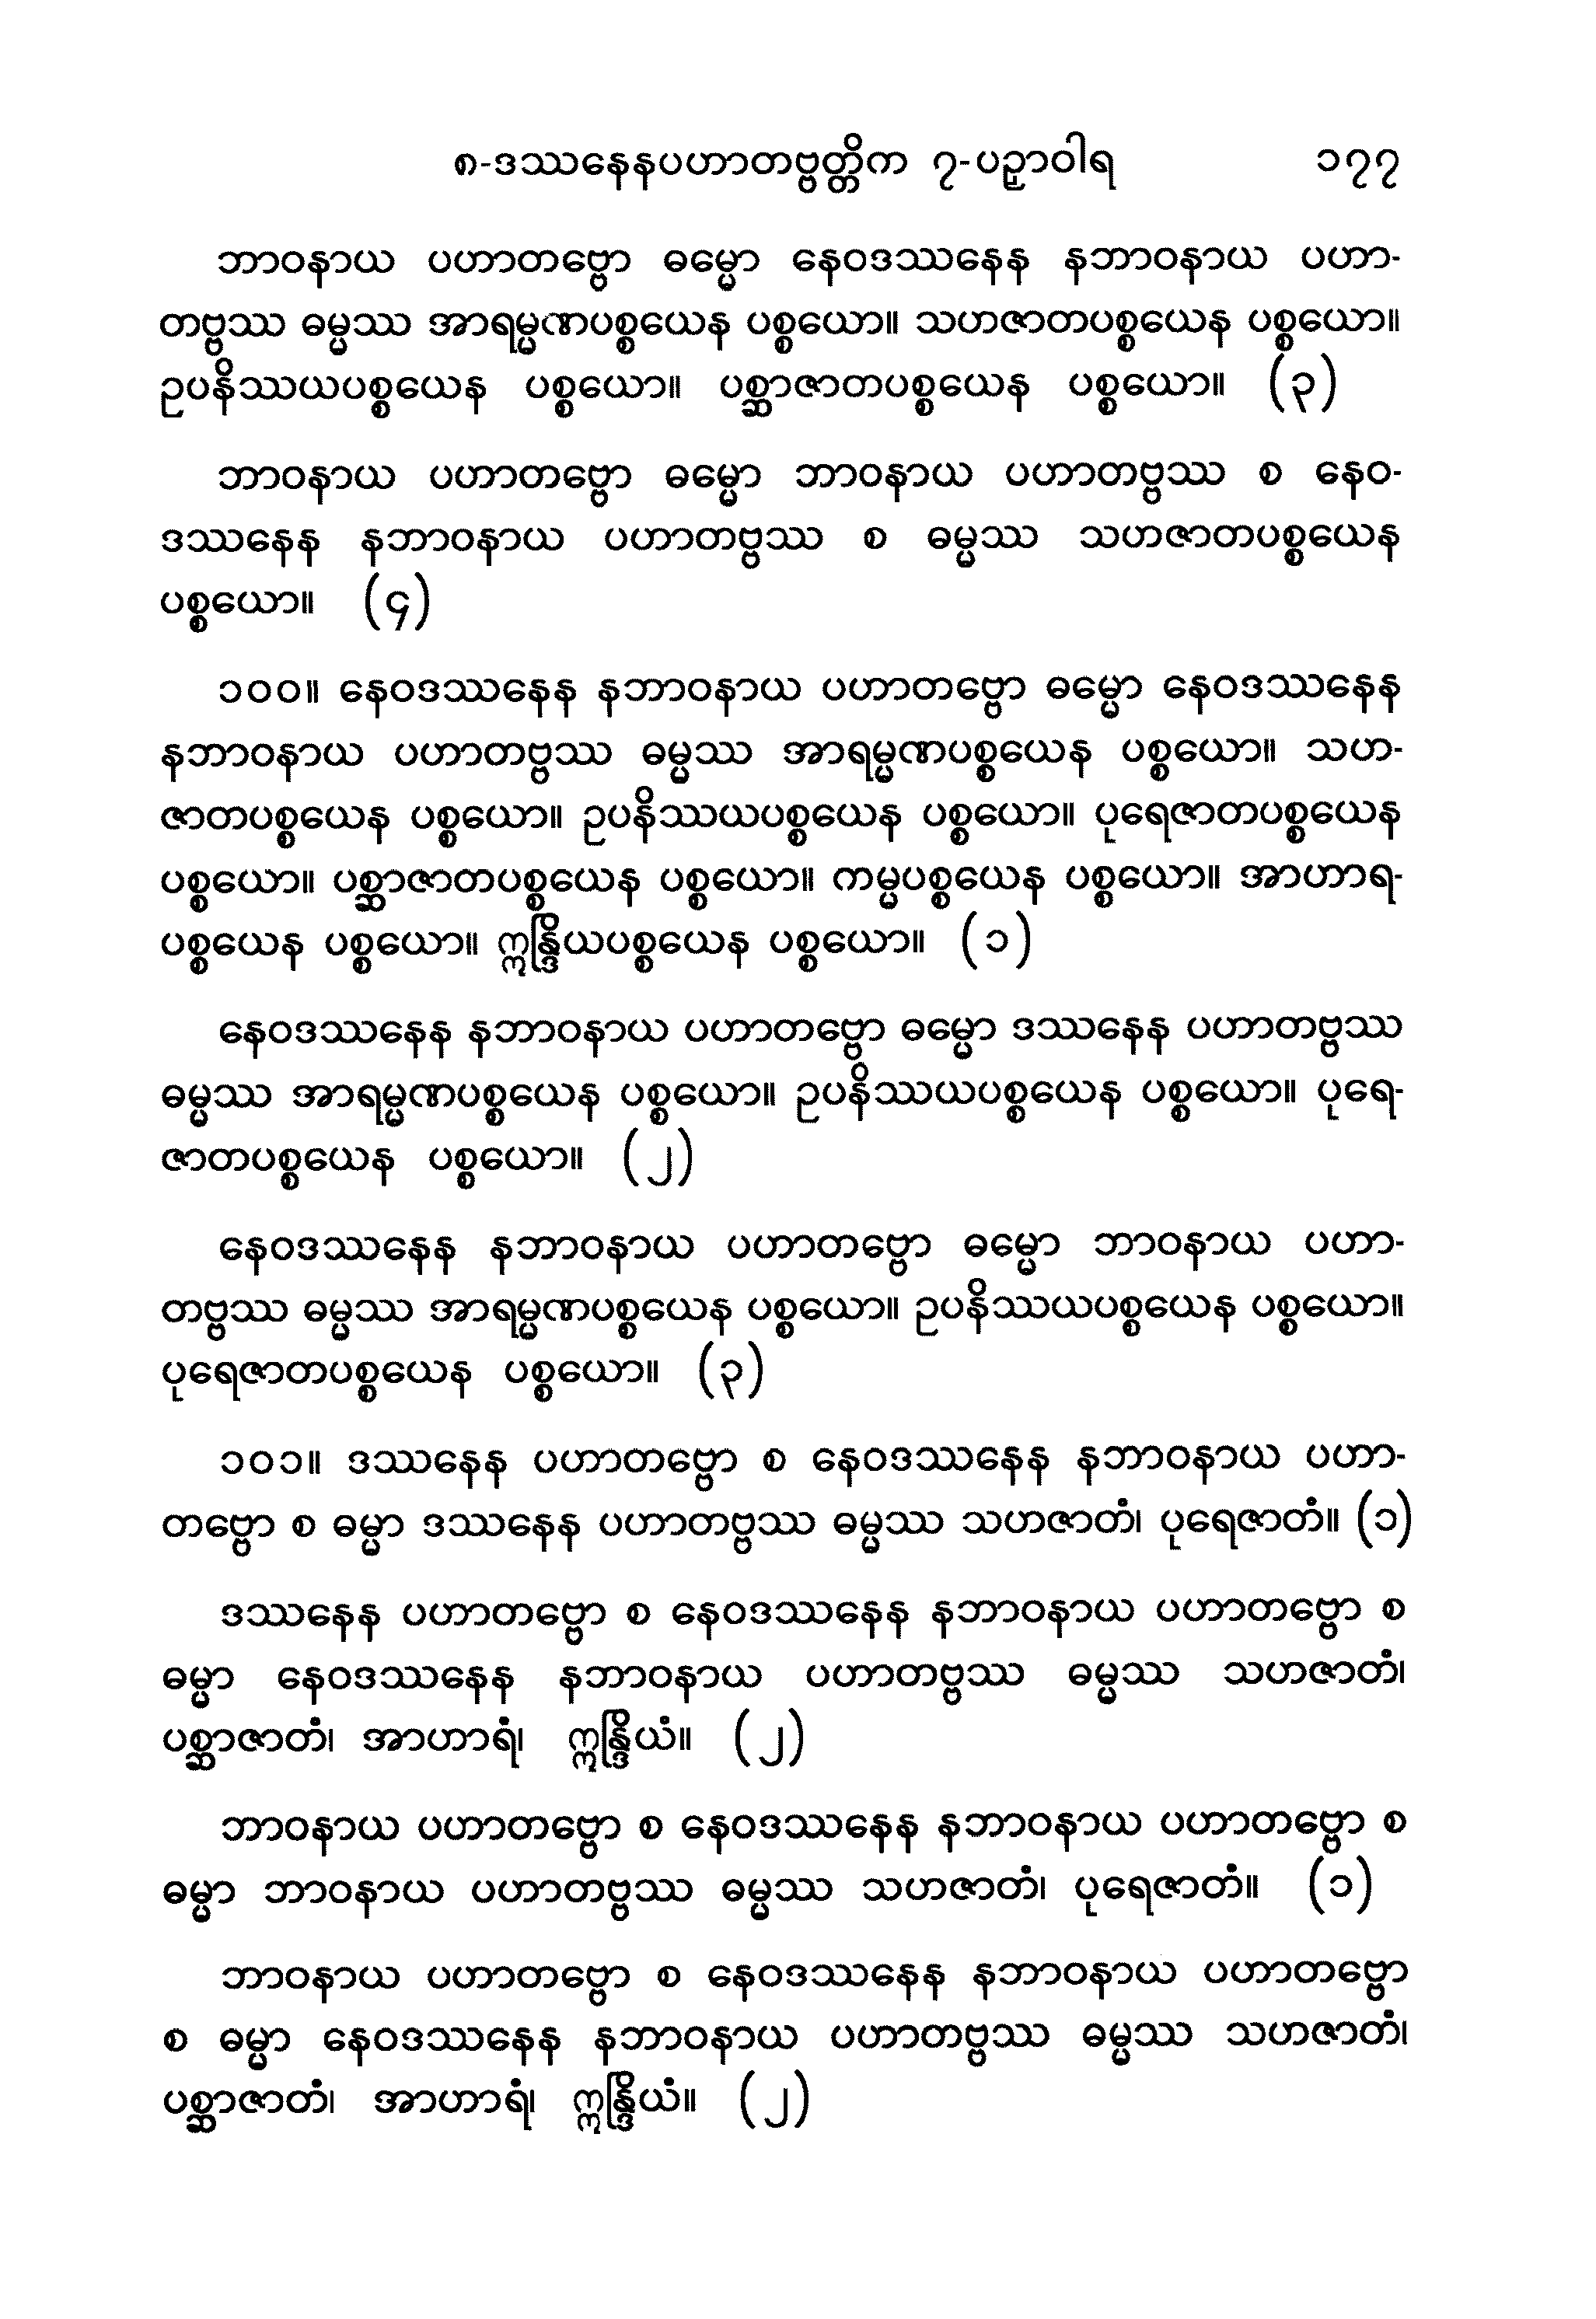 ၈-ဒဿနေနပဟာတဗ္ဗတ္တိက ၇-ပဉှာဝါရ ၁၇၇
ဘာဝနာယ ပဟာတဗ္ဗော ဓမ္မော နေဝဒဿနေန နဘာဝနာယ ပဟာ-
တဗ္ဗဿ ဓမ္မဿ အာရမ္မဏပစ္စယေန ပစ္စယော။ သဟဇာတပစ္စယေန ပစ္စယော။
ဥပနိဿယပစ္စယေန ပစ္စယော။ ပစ္ဆာဇာတပစ္စယေန ပစ္စယော။ (၃)
ဘာဝနာယ ပဟာတဗ္ဗော ဓမ္မော ဘာဝနာယ ပဟာတဗ္ဗဿ စ နေဝ-
ဒဿနေန နဘာဝနာယ ပဟာတဗ္ဗဿ စ ဓမ္မဿ သဟဇာတပစ္စယေန
ပစ္စယော။ (၄)
၁၀၀။ နေဝဒဿနေန နဘာဝနာယ ပဟာတဗ္ဗော ဓမ္မော နေဝဒဿနေန
နဘာဝနာယ ပဟာတဗ္ဗဿ ဓမ္မဿ အာရမ္မဏပစ္စယေန ပစ္စယော။ သဟ-
ဇာတပစ္စယေန ပစ္စယော။ ဥပနိဿယပစ္စယေန ပစ္စယော။ ပုရေဇာတပစ္စယေန
ပစ္စယော။ ပစ္ဆာဇာတပစ္စယေန ပစ္စယော။ ကမ္မပစ္စယေန ပစ္စယော။ အာဟာရ-
ပစ္စယေန ပစ္စယော။ ဣန္ဒြိယပစ္စယေန ပစ္စယော။ (၁)
နေဝဒဿနေန နဘာဝနာယ ပဟာတဗ္ဗော ဓမ္မော ဒဿနေန ပဟာတဗ္ဗဿ
ဓမ္မဿ အာရမ္မဏပစ္စယေန ပစ္စယော။ ဥပနိဿယပစ္စယေန ပစ္စယော။ ပုရေ-
ဇာတပစ္စယေန ပစ္စယော။ (၂)
နေဝဒဿနေန နဘာဝနာယ ပဟာတဗ္ဗော ဓမ္မော ဘာဝနာယ ပဟာ-
တဗ္ဗဿ ဓမ္မဿ အာရမ္မဏပစ္စယေန ပစ္စယော။ ဥပနိဿယပစ္စယေန ပစ္စယော။
ပုရေဇာတပစ္စယေန ပစ္စယော။ (၃)
၁၀၁။ ဒဿနေန ပဟာတဗ္ဗော စ နေဝဒဿနေန နဘာဝနာယ ပဟာ-
တဗ္ဗော စ ဓမ္မာ ဒဿနေန ပဟာတဗ္ဗဿ ဓမ္မဿ သဟဇာတံ၊ ပုရေဇာတံ။ (၁)
ဒဿနေန ပဟာတဗ္ဗော စ နေဝဒဿနေန နဘာဝနာယ ပဟာတဗ္ဗော စ
ဓမ္မာ နေဝဒဿနေန နဘာဝနာယ ပဟာတဗ္ဗဿ ဓမ္မဿ သဟဇာတံ၊
ပစ္ဆာဇာတံ၊ အာဟာရံ၊ ဣန္ဒြိယံ။ (၂)
ဘာဝနာယ ပဟာတဗ္ဗော စ နေဝဒဿနေန နဘာဝနာယ ပဟာတဗ္ဗော စ
ဓမ္မာ ဘာဝနာယ ပဟာတဗ္ဗဿ ဓမ္မဿ သဟဇာတံ၊ ပုရေဇာတံ။ (၁)
ဘာဝနာယ ပဟာတဗ္ဗော စ နေဝဒဿနေန နဘာဝနာယ ပဟာတဗ္ဗော
စ ဓမ္မာ နေဝဒဿနေန နဘာဝနာယ ပဟာတဗ္ဗဿ ဓမ္မဿ သဟဇာတံ၊
ပစ္ဆာဇာတံ၊ အာဟာရံ၊ ဣန္ဒြိယံ။ (၂)